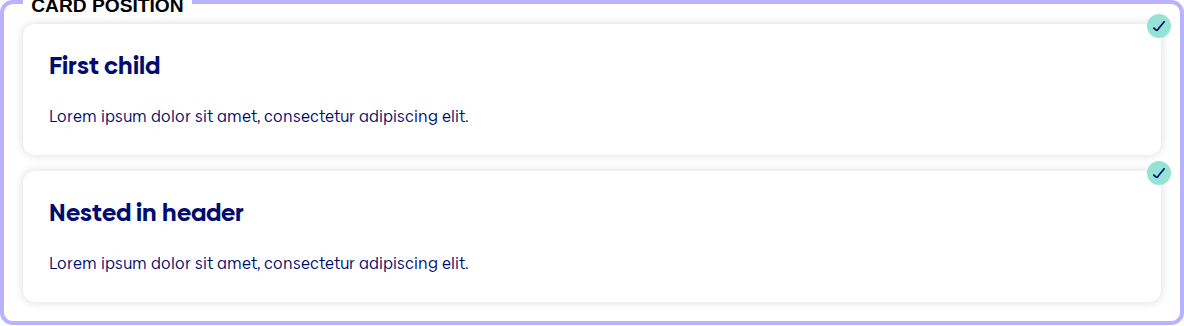 CARD POSITION
First child
Lorem ipsum dolor sit amet, consectetur adipiscing elit.
Nested in header
Lorem ipsum dolor sit amet, consectetur adipiscing elit.